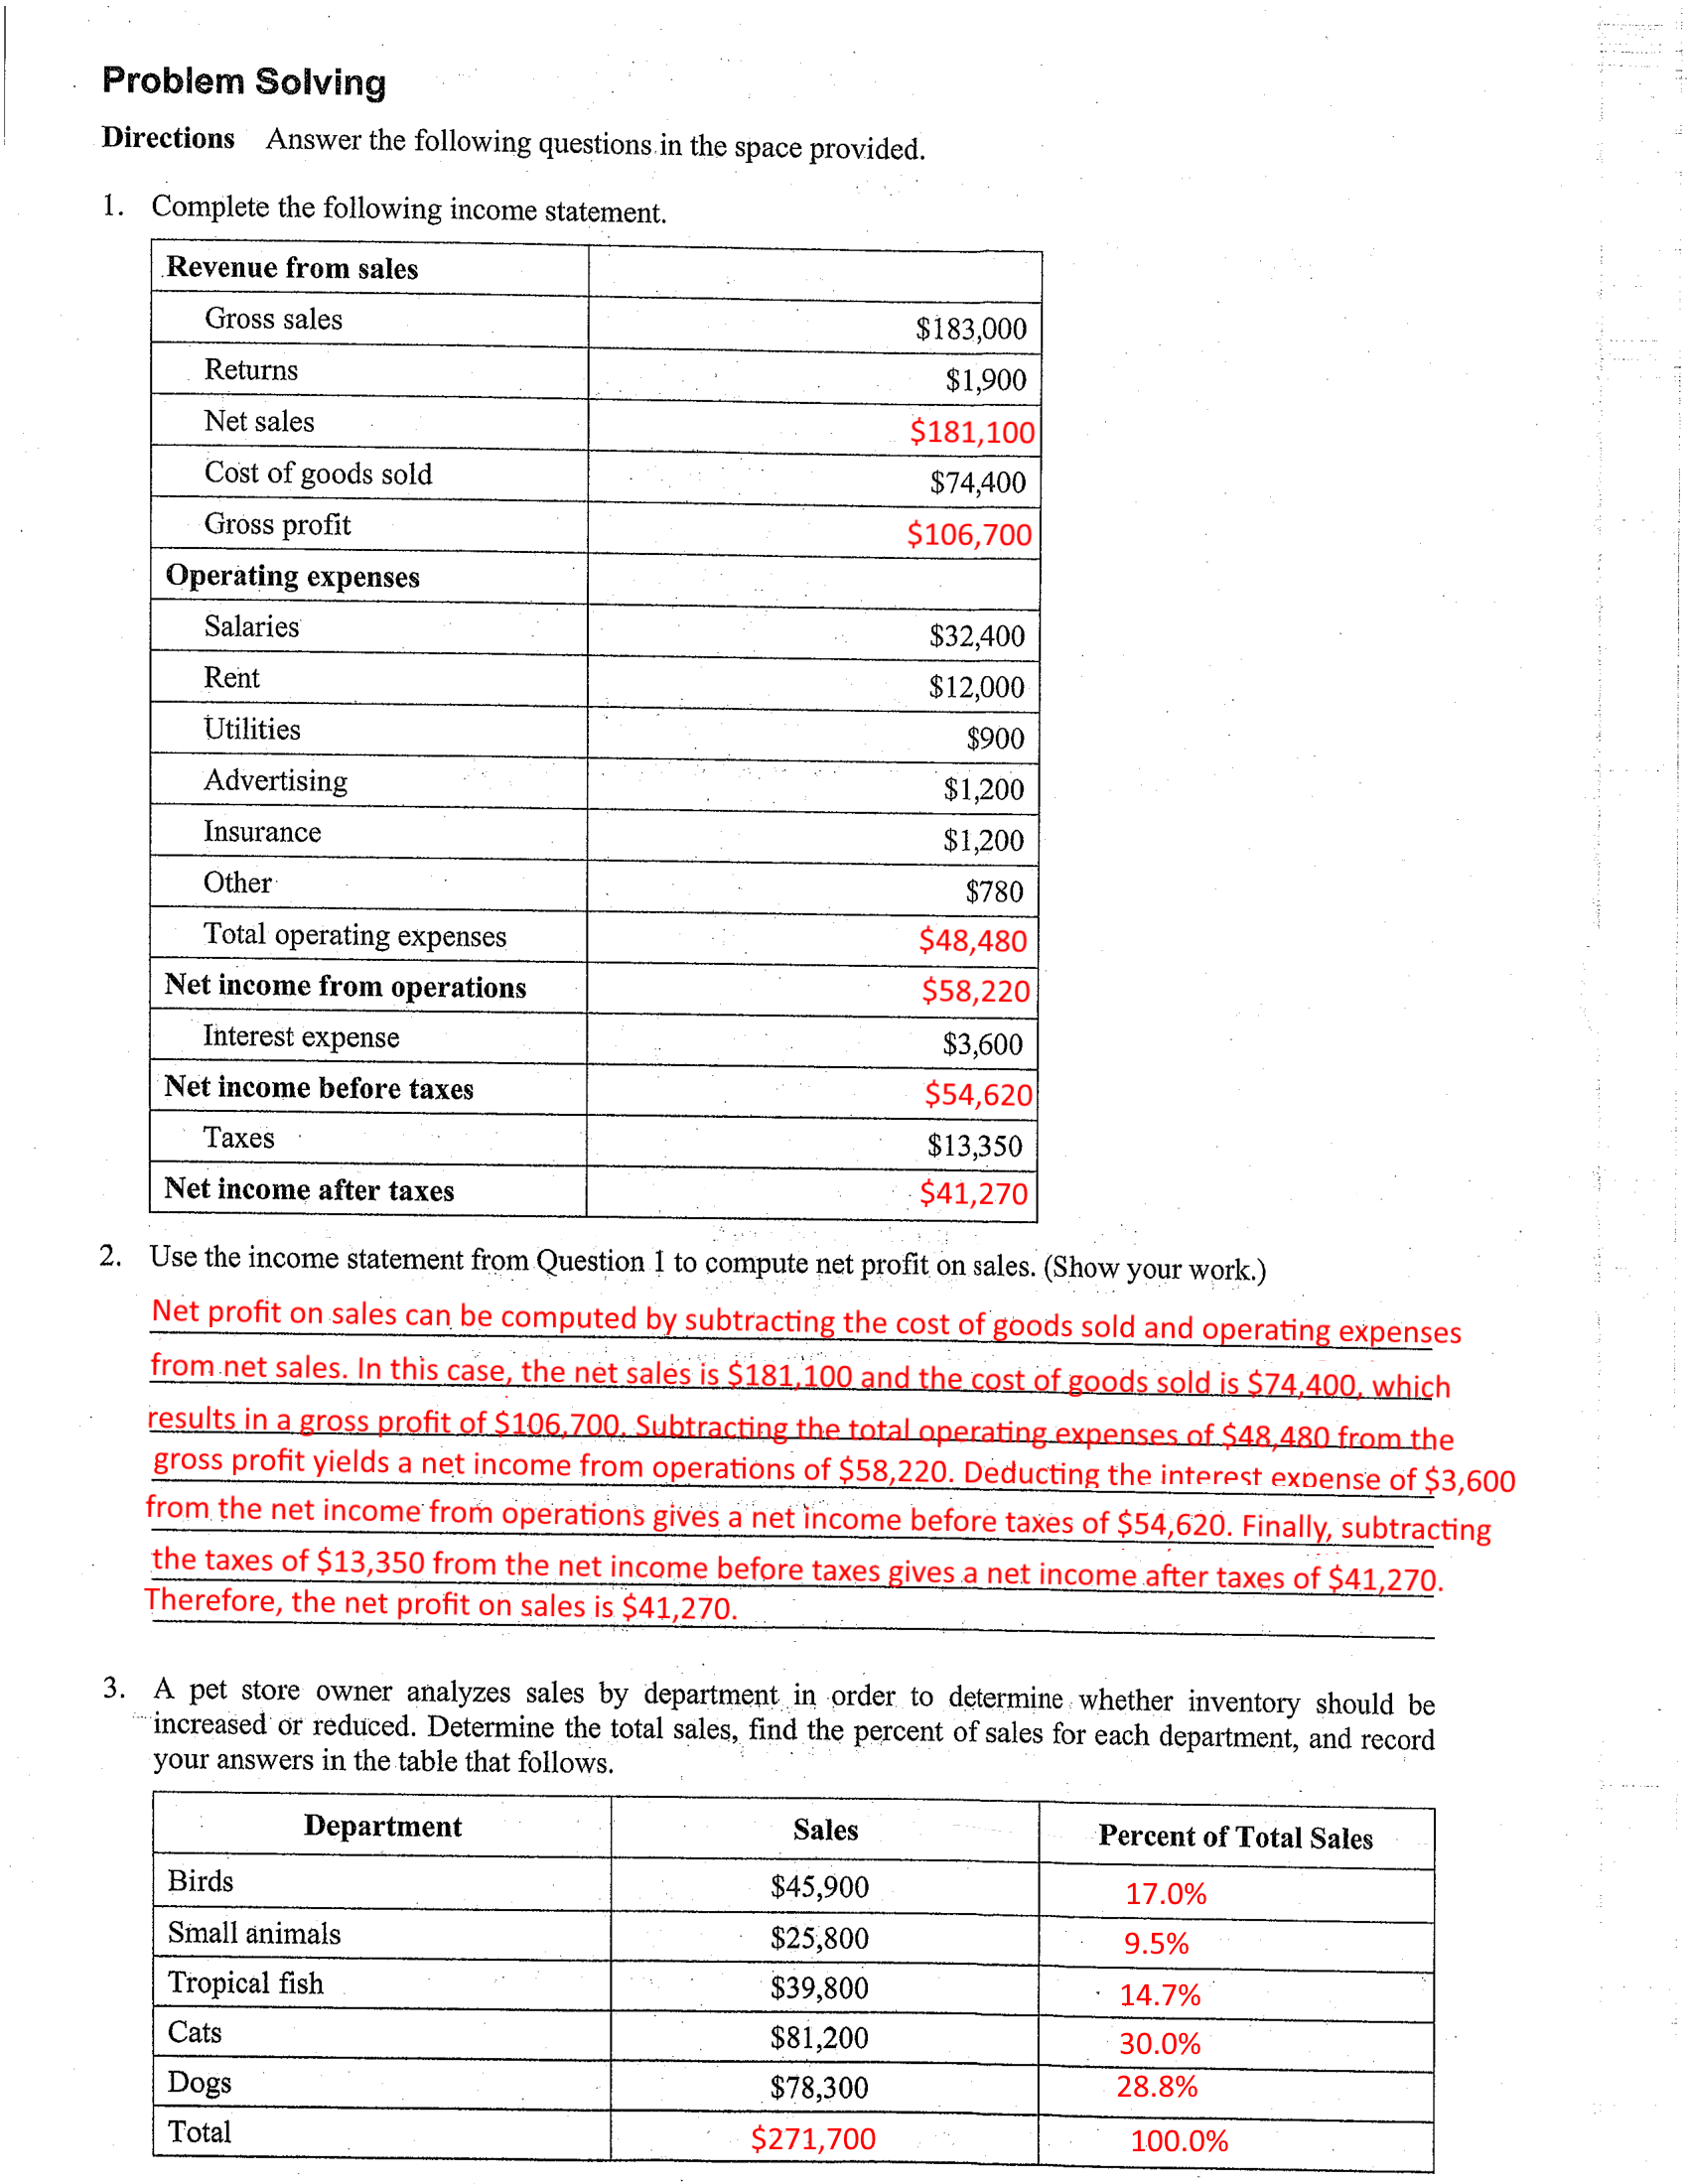 Problem Solving
Directions Answer the following questions in the space provided.
1. Complete the following income statement.
Revenue from sales
Gross sales $183,000
Returns $1,900
Net sales $181,100
Cost of goods sold $74,400
Gross profit $106,700
Operating expenses
Salaries $32,400
Rent $12,000
Utilities $900
Advertising $1,200
Insurance $1,200
Other $780
Total operating expenses $48,480
Net income from operations $58,220
Interest expense $3,600
Net income before taxes $54,620
Taxes $13,350
Net income after taxes $41,270
2. Use the income statement from Question 1 to compute net profit on sales. (Show your work.)
Net profit on sales can be computed by subtracting the cost of goods sold and operating expenses
from net sales. In this case, the net sales is $181,100 and the cost of goods sold is $74,400, which
results in a gross profit of $106,700. Subtracting the total operating expenses of $48,480 from the
gross profit yields a net income from operations of $58,220. Deducting the interest expense of $3,600
from the net income from operations gives a net income before taxes of $54,620. Finally, subtracting
the taxes of $13,350 from the net income before taxes gives a net income after taxes of $41,270.
Therefore, the net profit on sales is $41,270.
3. A pet store owner analyzes sales by department in order to determine whether inventory should be
increased or reduced. Determine the total sales, find the percent of sales for each department, and record
your answers in the table that follows.
Department Sales Percent of Total Sales
Birds $45,900 17.0%
Small animals $25,800 9.5%
Tropical fish $39,800 14.7%
Cats $81,200 30.0%
Dogs $78,300 28.8%
Total $271,700 100.0%